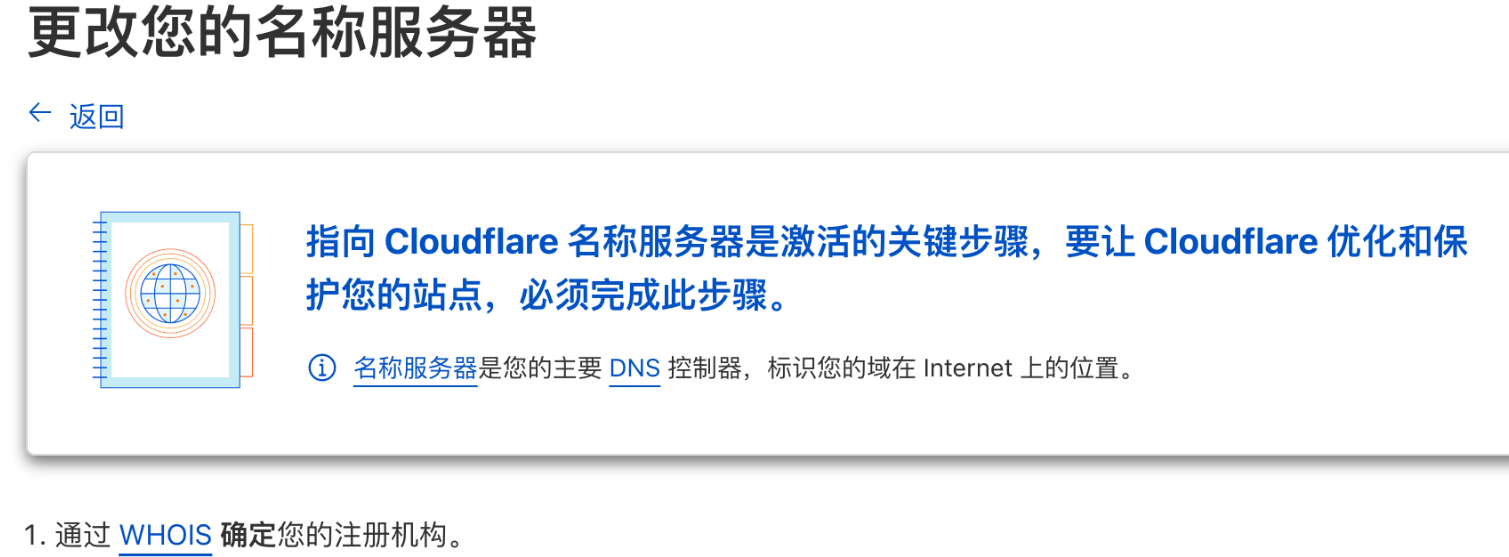 更改您的名称服务器
← 返回
指向 Cloudflare 名称服务器是激活的关键步骤，要让 Cloudflare 优化和保
护您的站点，必须完成此步骤。
名称服务器是您的主要 DNS 控制器，标识您的域在 Internet 上的位置。
1. 通过 WHOIS 确定您的注册机构。